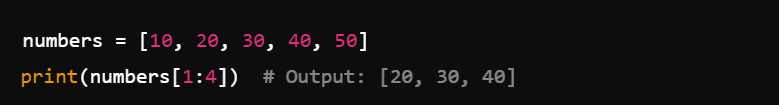 numbers = [10, 20, 30, 40, 50]
print(numbers[1:4])  # Output: [20, 30, 40]